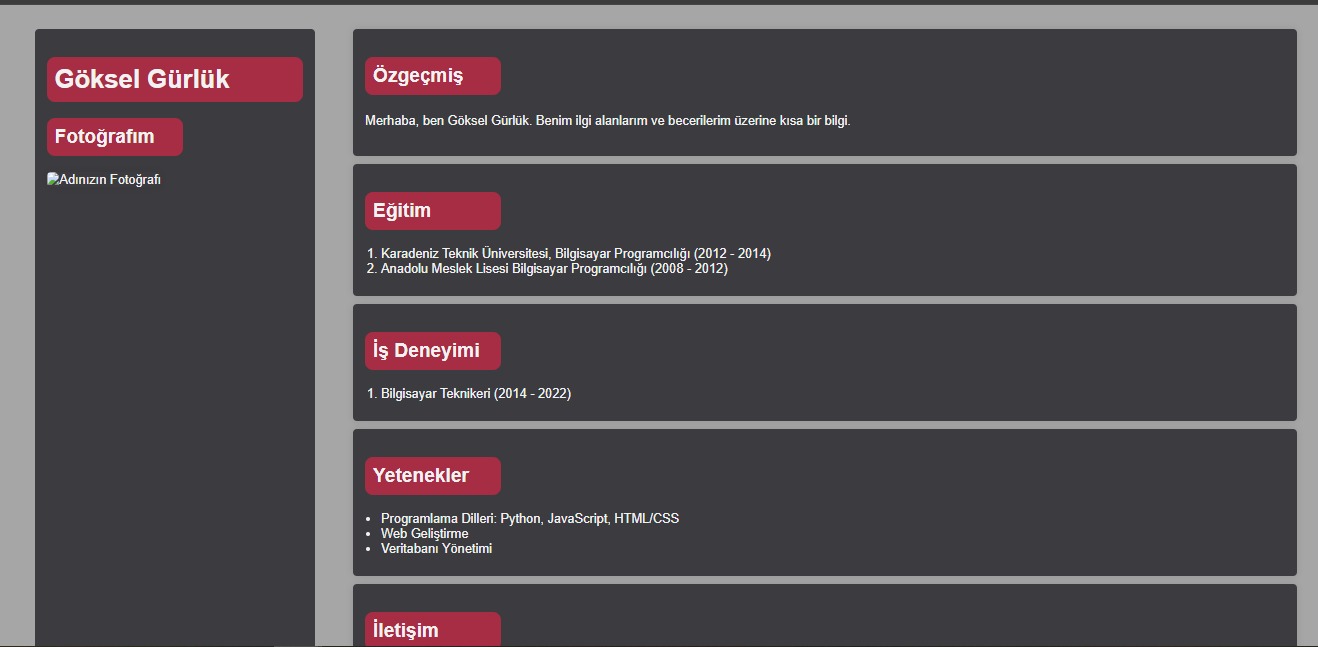 Göksel Gürlük
Fotoğrafım
Adınızın Fotoğrafı
Özgeçmiş
Merhaba, ben Göksel Gürlük. Benim ilgi alanlarım ve becerilerim üzerine kısa bir bilgi.
Eğitim
1. Karadeniz Teknik Üniversitesi, Bilgisayar Programcılığı (2012 - 2014)
2. Anadolu Meslek Lisesi Bilgisayar Programcılığı (2008 - 2012)
İş Deneyimi
1. Bilgisayar Teknikeri (2014 - 2022)
Yetenekler
• Programlama Dilleri: Python, JavaScript, HTML/CSS
• Web Geliştirme
• Veritabanı Yönetimi
İletişim